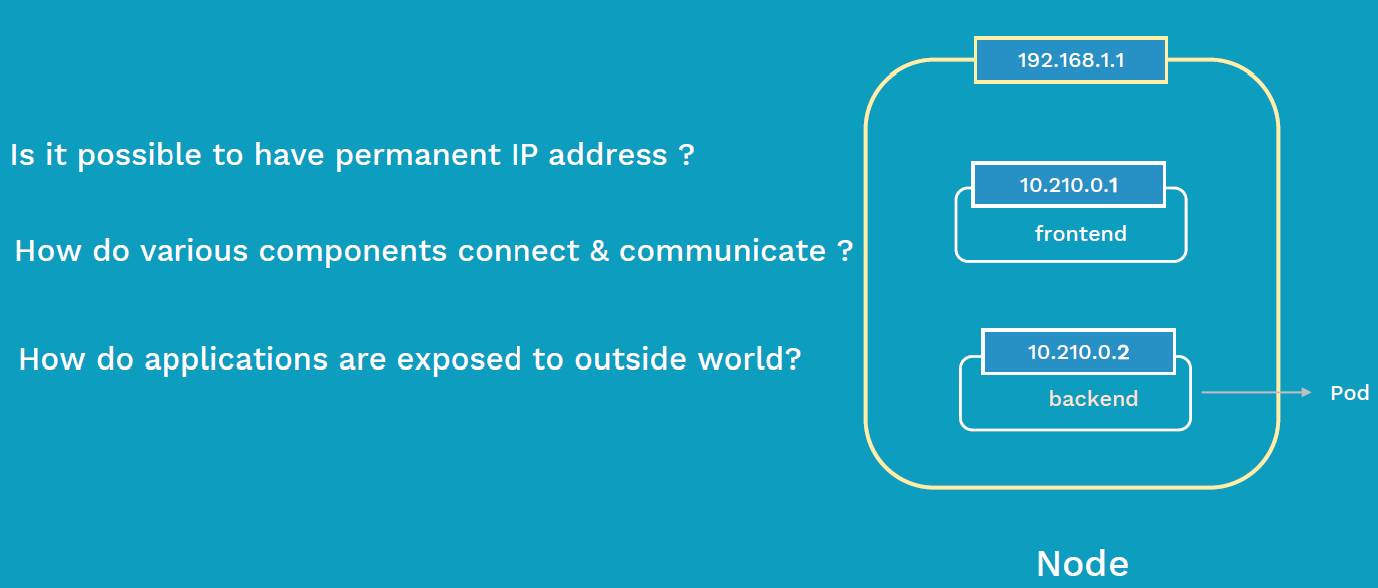 Is it possible to have permanent IP address ?
How do various components connect & communicate ?
How do applications are exposed to outside world?
192.168.1.1
10.210.0.1
frontend
10.210.0.2
backend
Pod
Node